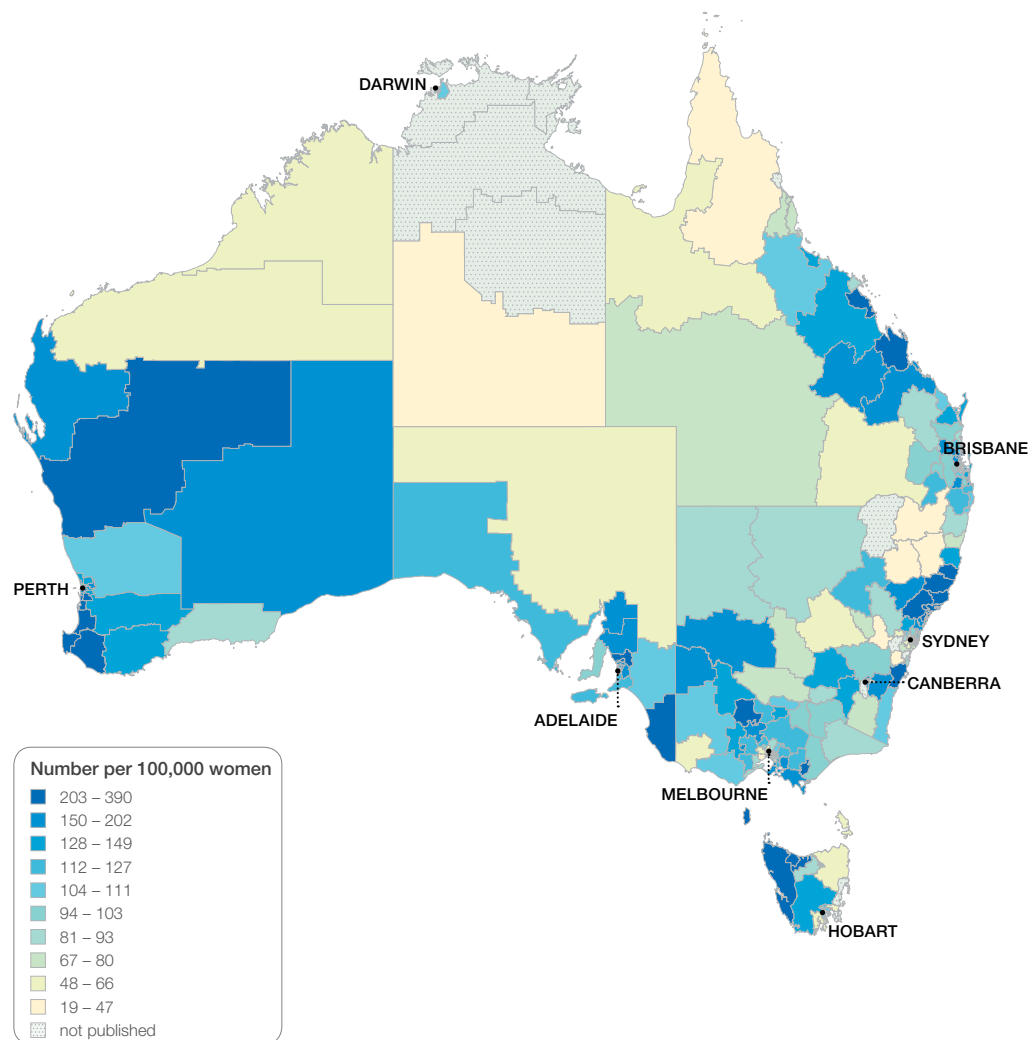 DARWIN
BRISBANE
PERTH
SYDNEY
CANBERRA
ADELAIDE
MELBOURNE
HOBART
Number per 100,000 women
203 – 390
150 – 202
128 – 149
112 – 127
104 – 111
94 – 103
81 – 93
67 – 80
48 – 66
19 – 47
not published